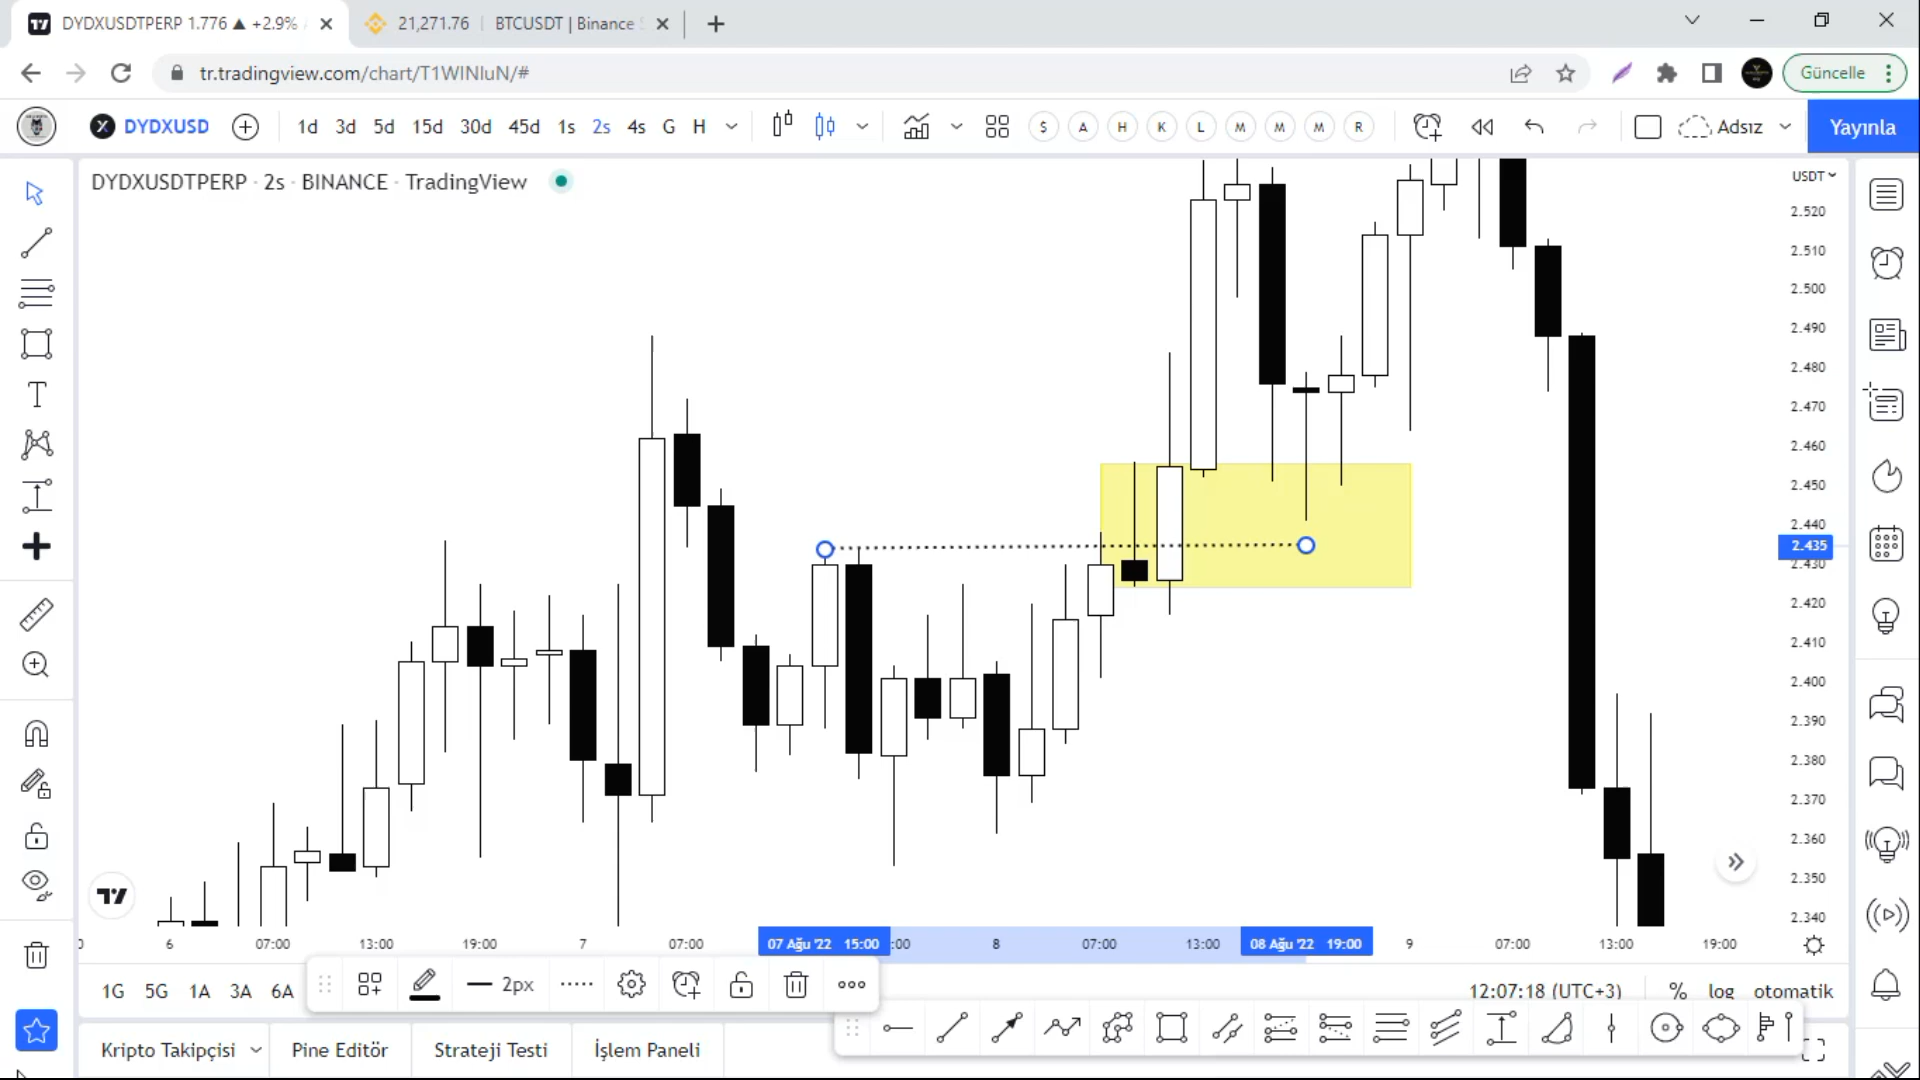 DYDXUSDTPERP 1.776 ▲ +2.9%
21,271.76 | BTCUSDT | Binance
tr.tradingview.com/chart/T1WINluN/#
Güncelle
DYDXUSD
1d 3d 5d 15d 30d 45d 1s 2s 4s G H
$ A H K L M M M R
Adsız
Yayınla
DYDXUSDTPERP · 2s · BINANCE · TradingView
USDT
2.520
2.510
2.500
2.490
2.480
2.470
2.460
2.450
2.440
2.435
2.430
2.420
2.410
2.400
2.390
2.380
2.370
2.360
2.350
2.340
6 07:00 13:00 19:00 7 07:00 07 Ağu '22 15:00 :00 8 07:00 13:00 08 Ağu '22 19:00 9 07:00 13:00 19:00
1G 5G 1A 3A 6A
2px
12:07:18 (UTC+3) % log otomatik
Kripto Takipçisi Pine Editör Strateji Testi İşlem Paneli